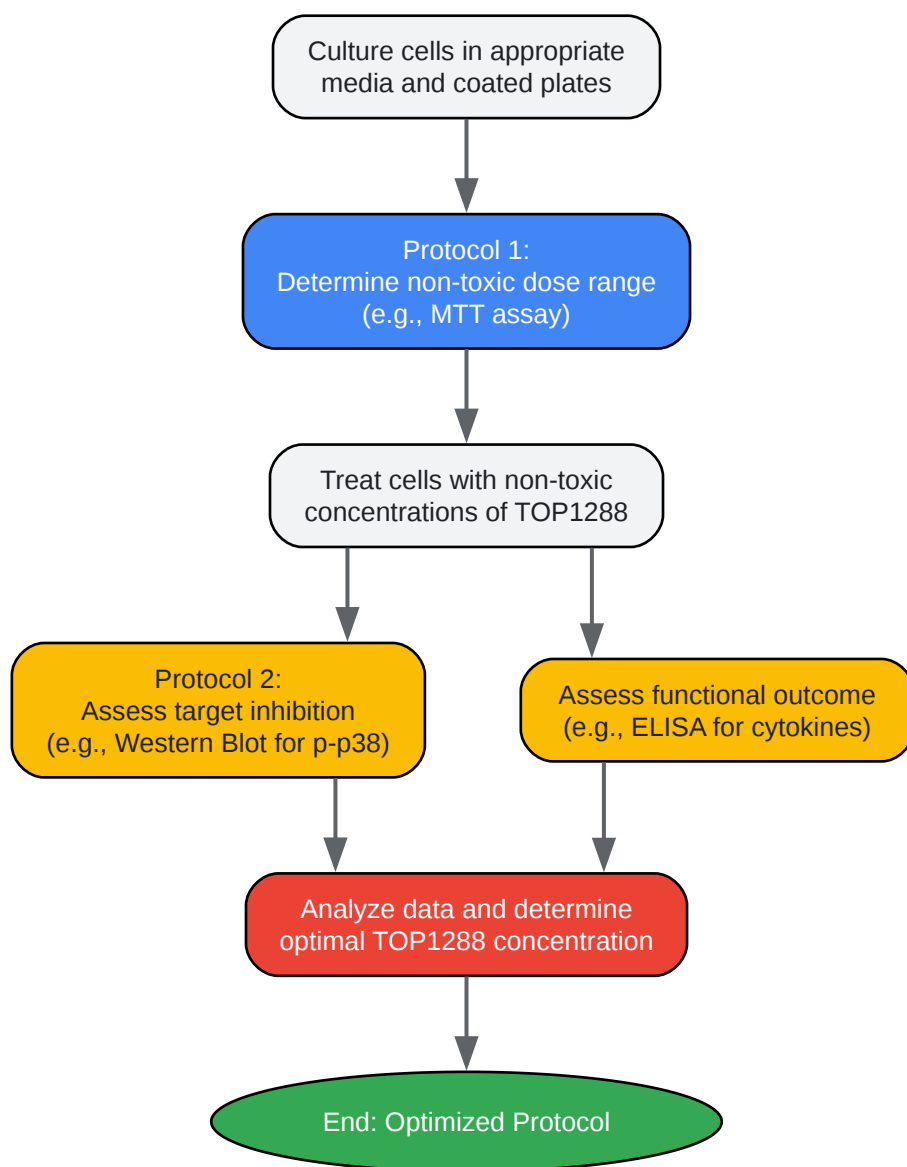 Culture cells in appropriate
media and coated plates
Protocol 1:
Determine non-toxic dose range
(e.g., MTT assay)
Treat cells with non-toxic
concentrations of TOP1288
Protocol 2:
Assess target inhibition
(e.g., Western Blot for p-p38)
Assess functional outcome
(e.g., ELISA for cytokines)
Analyze data and determine
optimal TOP1288 concentration
End: Optimized Protocol